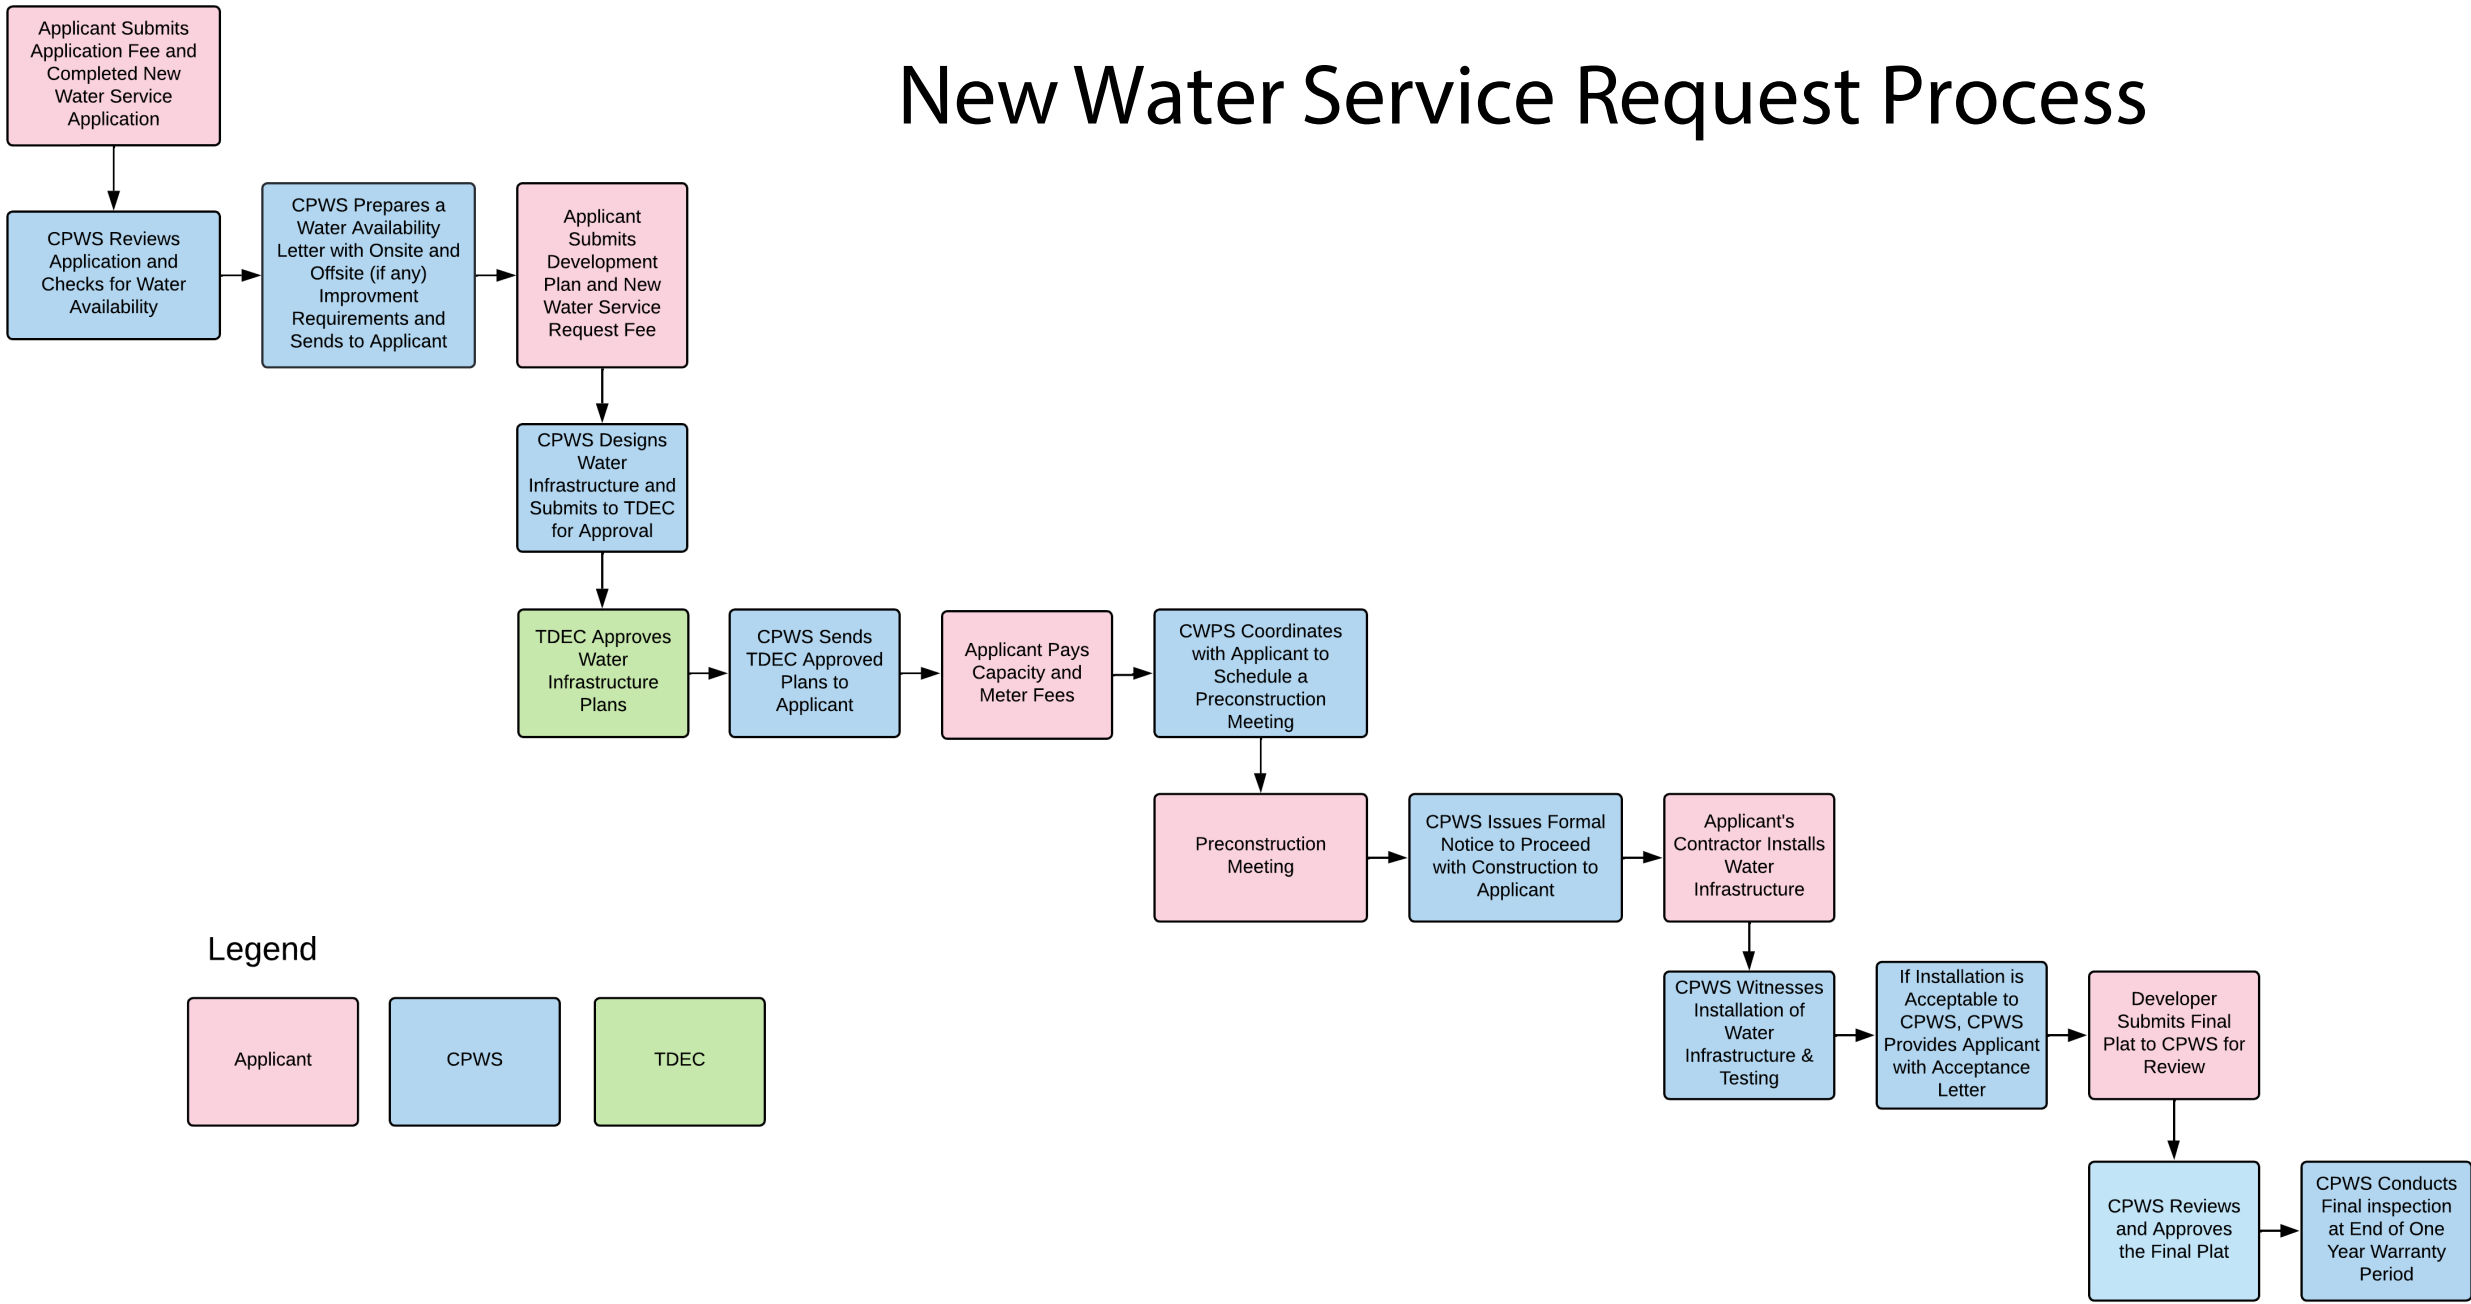 New Water Service Request Process
Applicant Submits
Application Fee and
Completed New
Water Service
Application
CPWS Reviews
Application and
Checks for Water
Availability
CPWS Prepares a
Water Availability
Letter with Onsite and
Offsite (if any)
Improvment
Requirements and
Sends to Applicant
Applicant
Submits
Development
Plan and New
Water Service
Request Fee
CPWS Designs
Water
Infrastructure and
Submits to TDEC
for Approval
TDEC Approves
Water
Infrastructure
Plans
CPWS Sends
TDEC Approved
Plans to
Applicant
Applicant Pays
Capacity and
Meter Fees
CWPS Coordinates
with Applicant to
Schedule a
Preconstruction
Meeting
Preconstruction
Meeting
CPWS Issues Formal
Notice to Proceed
with Construction to
Applicant
Applicant's
Contractor Installs
Water
Infrastructure
CPWS Witnesses
Installation of
Water
Infrastructure &
Testing
If Installation is
Acceptable to
CPWS, CPWS
Provides Applicant
with Acceptance
Letter
Developer
Submits Final
Plat to CPWS for
Review
CPWS Reviews
and Approves
the Final Plat
CPWS Conducts
Final inspection
at End of One
Year Warranty
Period
Legend
Applicant
CPWS
TDEC